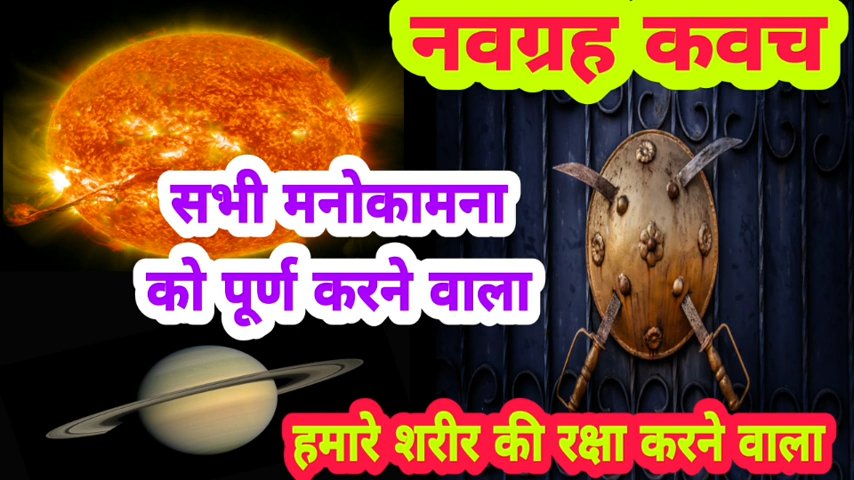 नवग्रह कवच
सभी मनोकामना
को पूर्ण करने वाला
हमारे शरीर की रक्षा करने वाला